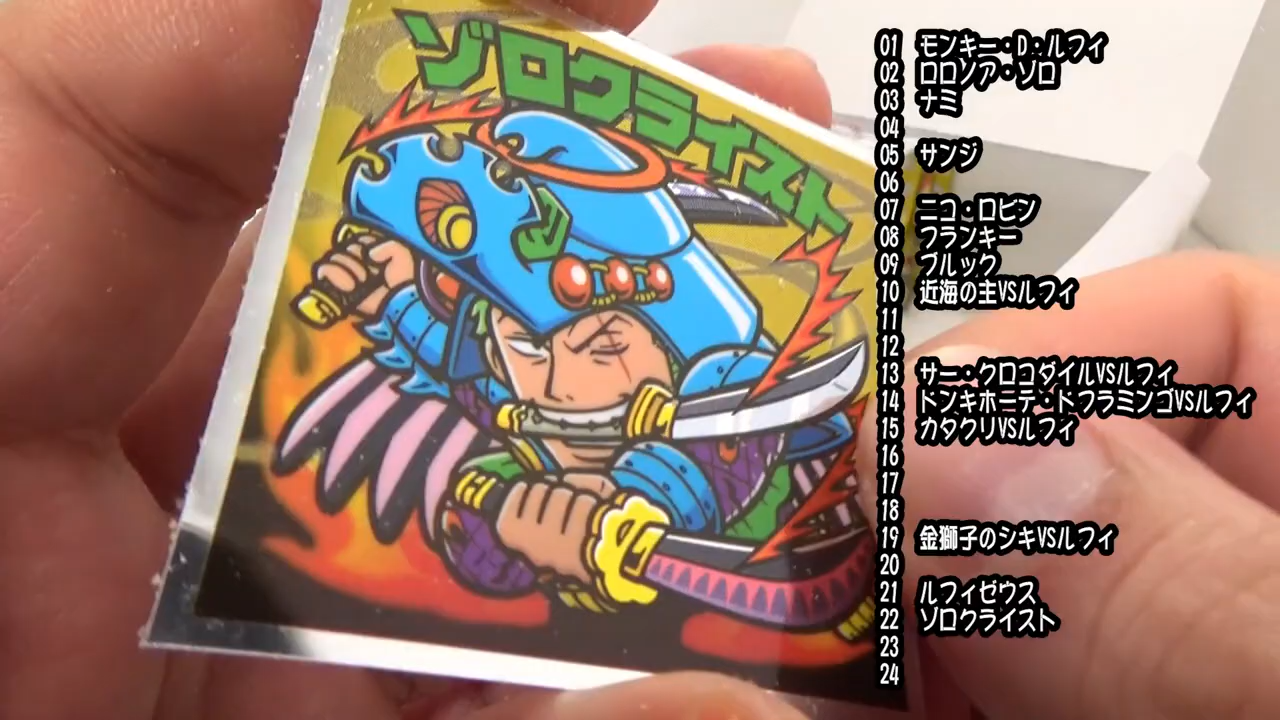 ゾロクライスト
01 モンキー・D・ルフィ
02 ロロノア・ゾロ
03 ナミ
04
05 サンジ
06
07 ニコ・ロビン
08 フランキー
09 ブルック
10 近海の主VSルフィ
11
12
13 サー・クロコダイルVSルフィ
14 ドンキホーテ・ドフラミンゴVSルフィ
15 カタクリVSルフィ
16
17
18
19 金獅子のシキVSルフィ
20
21 ルフィゼウス
22 ゾロクライスト
23
24